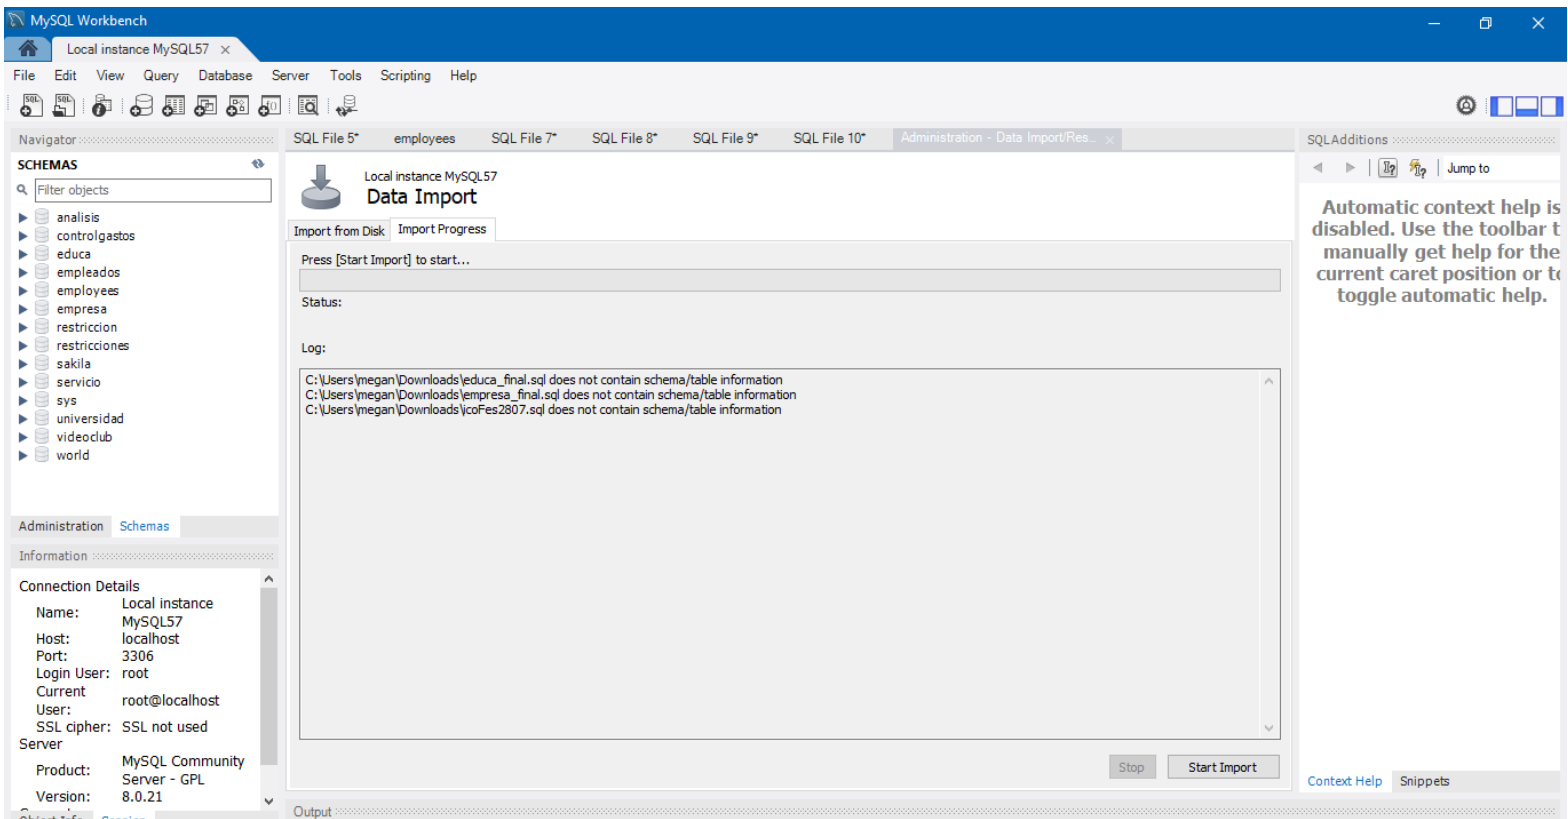 MySQL Workbench
Local instance MySQL57
File Edit View Query Database Server Tools Scripting Help
Navigator
SCHEMAS
Filter objects
analisis
controlgastos
educa
empleados
employees
empresa
restriccion
restricciones
sakila
servicio
sys
universidad
videoclub
world
Administration Schemas
Information
Connection Details
Name: Local instance MySQL57
Host: localhost
Port: 3306
Login User: root
Current User: root@localhost
SSL cipher: SSL not used
Server
Product: MySQL Community Server - GPL
Version: 8.0.21
SQL File 5* employees SQL File 7* SQL File 8* SQL File 9* SQL File 10* Administration - Data Import/Res...
Local instance MySQL57
Data Import
Import from Disk Import Progress
Press [Start Import] to start...
Status:
Log:
C:\Users\megan\Downloads\educa_final.sql does not contain schema/table information
C:\Users\megan\Downloads\empresa_final.sql does not contain schema/table information
C:\Users\megan\Downloads\icoFes2807.sql does not contain schema/table information
Stop Start Import
Output
SQLAdditions
Jump to
Automatic context help is
disabled. Use the toolbar t
manually get help for the
current caret position or to
toggle automatic help.
Context Help Snippets